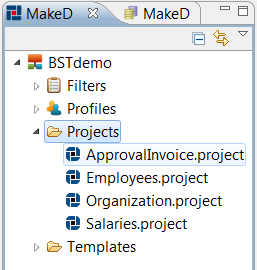 MakeD MakeD
BSTdemo
Filters
Profiles
Projects
ApprovalInvoice.project
Employees.project
Organization.project
Salaries.project
Templates